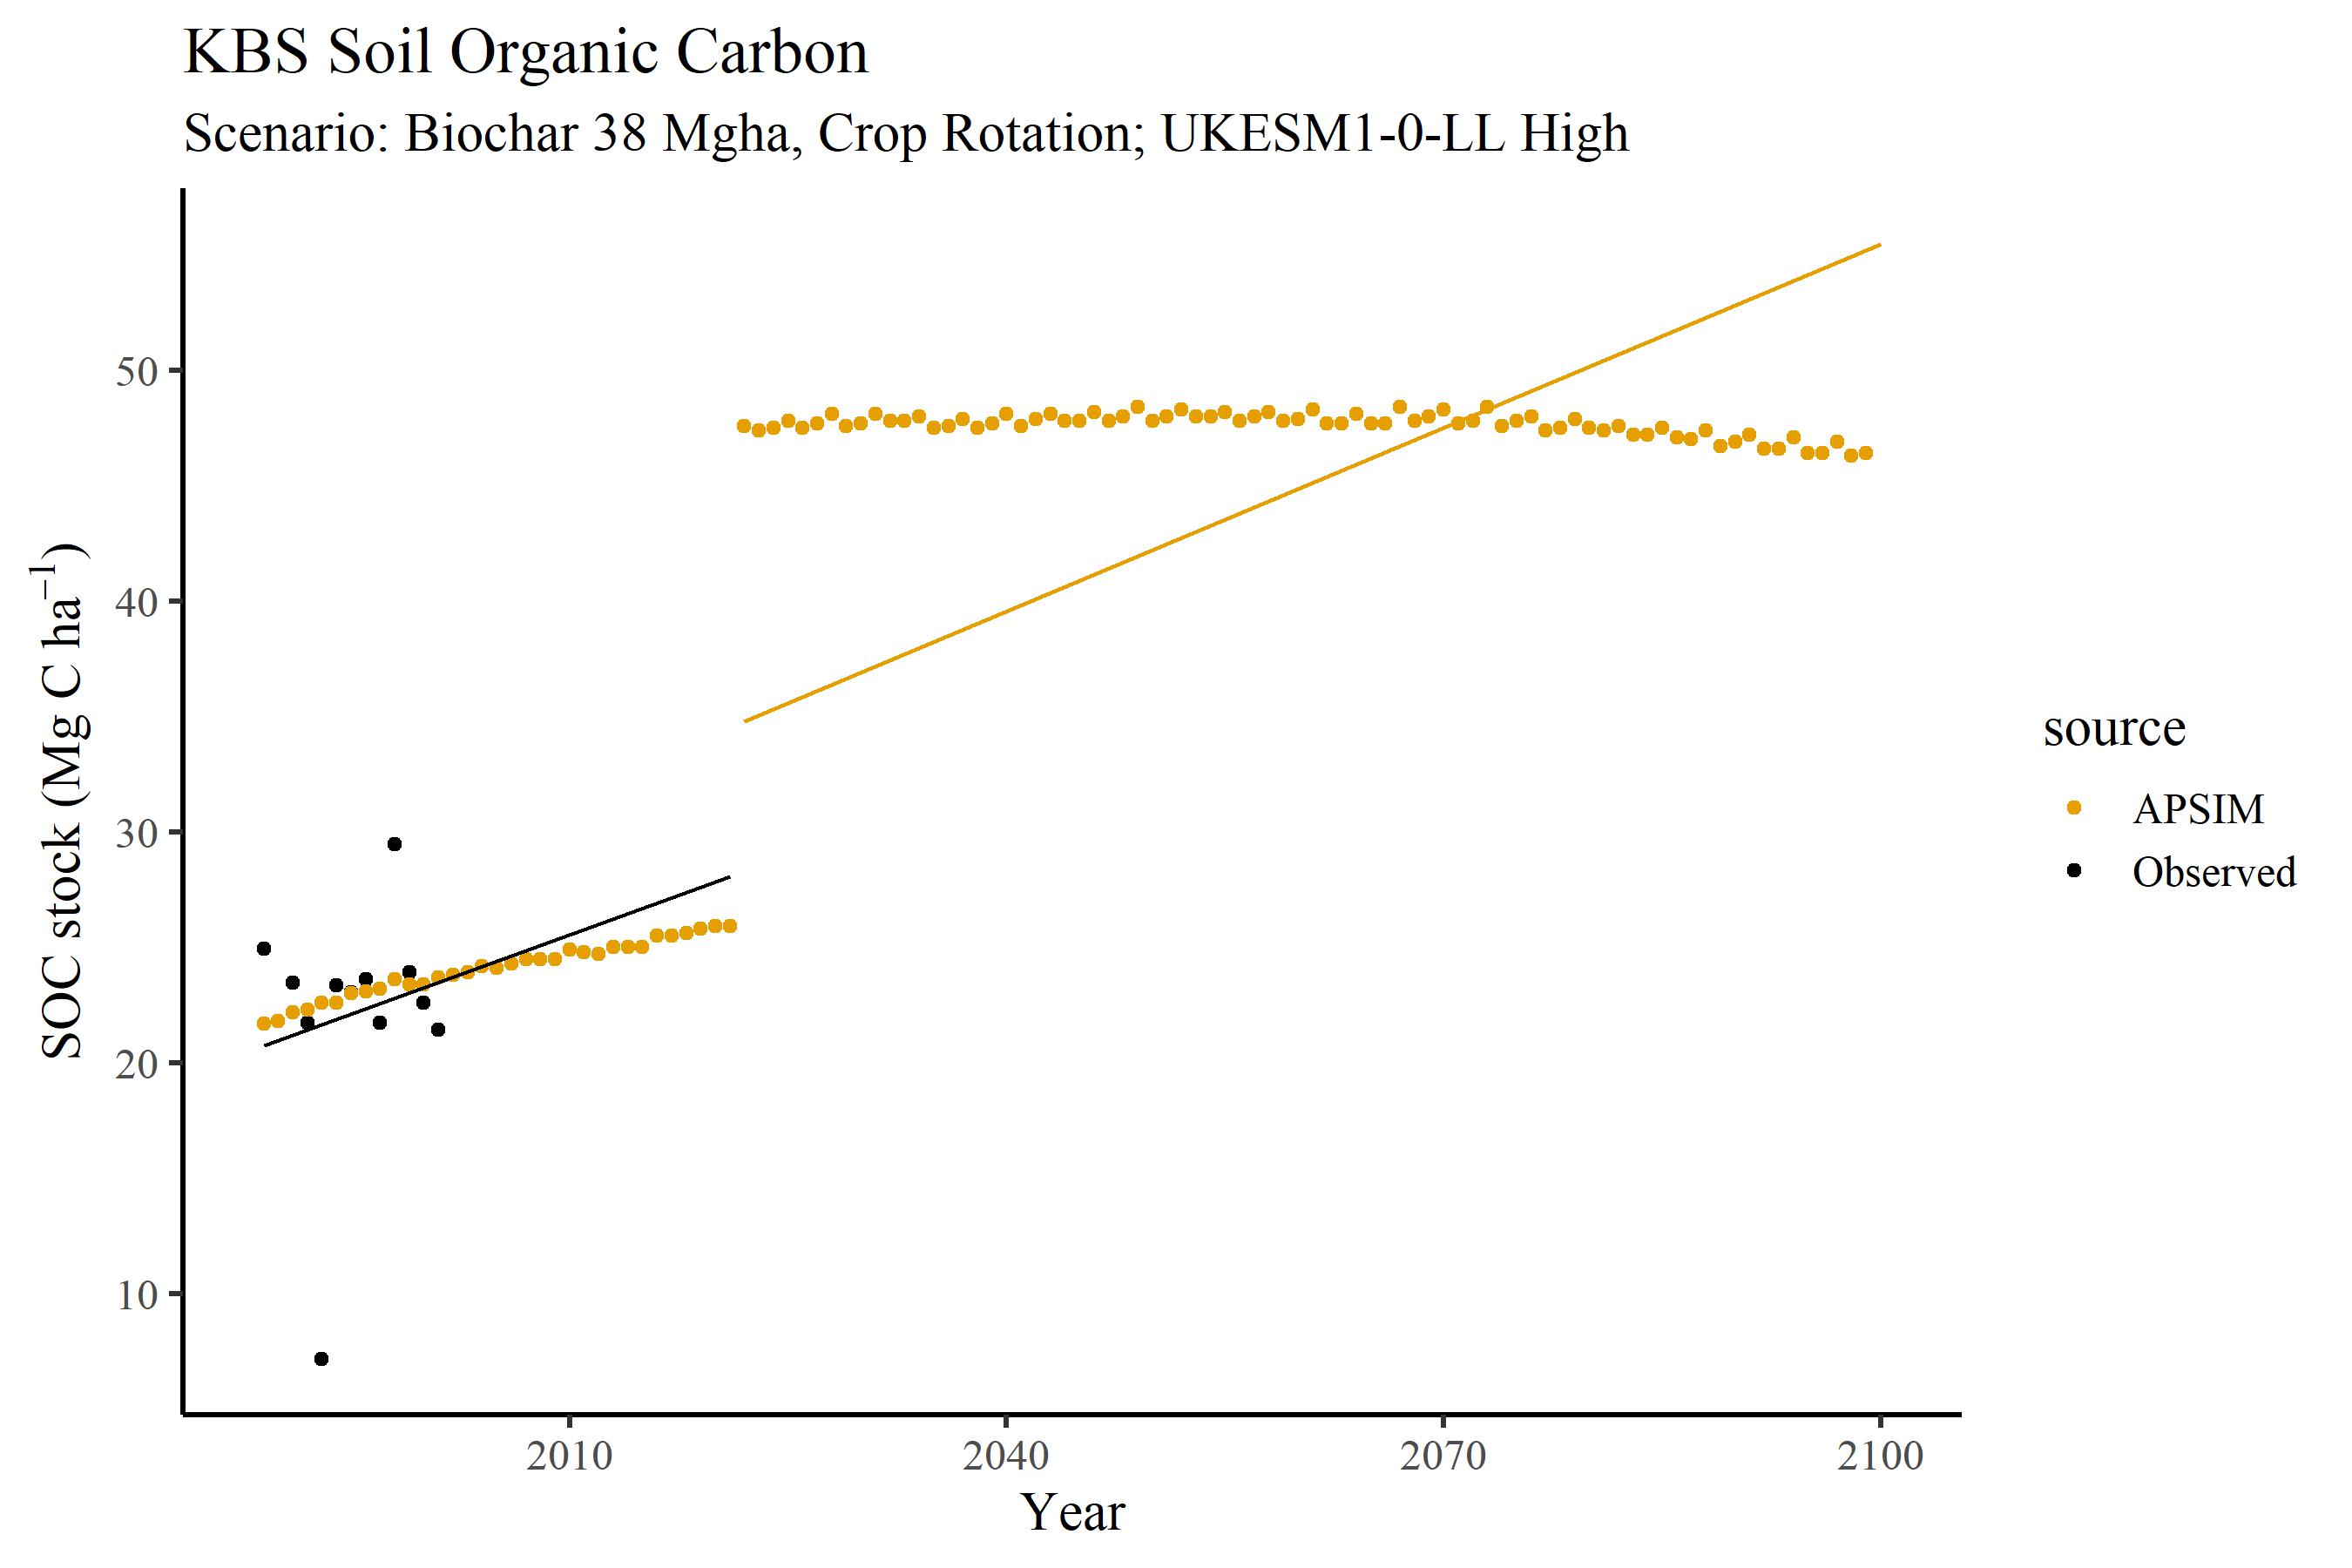 KBS Soil Organic Carbon
Scenario: Biochar 38 Mgha, Crop Rotation; UKESM1-0-LL High
SOC stock (Mg C ha⁻¹)
50
40
30
20
10
2010 2040 2070 2100
Year
source
APSIM
Observed